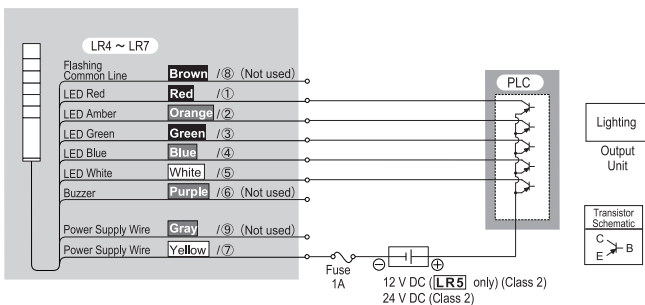 LR4 ~ LR7
Flashing
Common Line Brown /⑧ (Not used)
LED Red Red /①
LED Amber Orange /②
LED Green Green /③
LED Blue Blue /④
LED White White /⑤
Buzzer Purple /⑥ (Not used)
Power Supply Wire Gray /⑨ (Not used)
Power Supply Wire Yellow /⑦
PLC
Fuse
1A
⊖ ⊕
12 V DC (LR5 only) (Class 2)
24 V DC (Class 2)
Lighting
Output
Unit
Transistor
Schematic
C
B
E